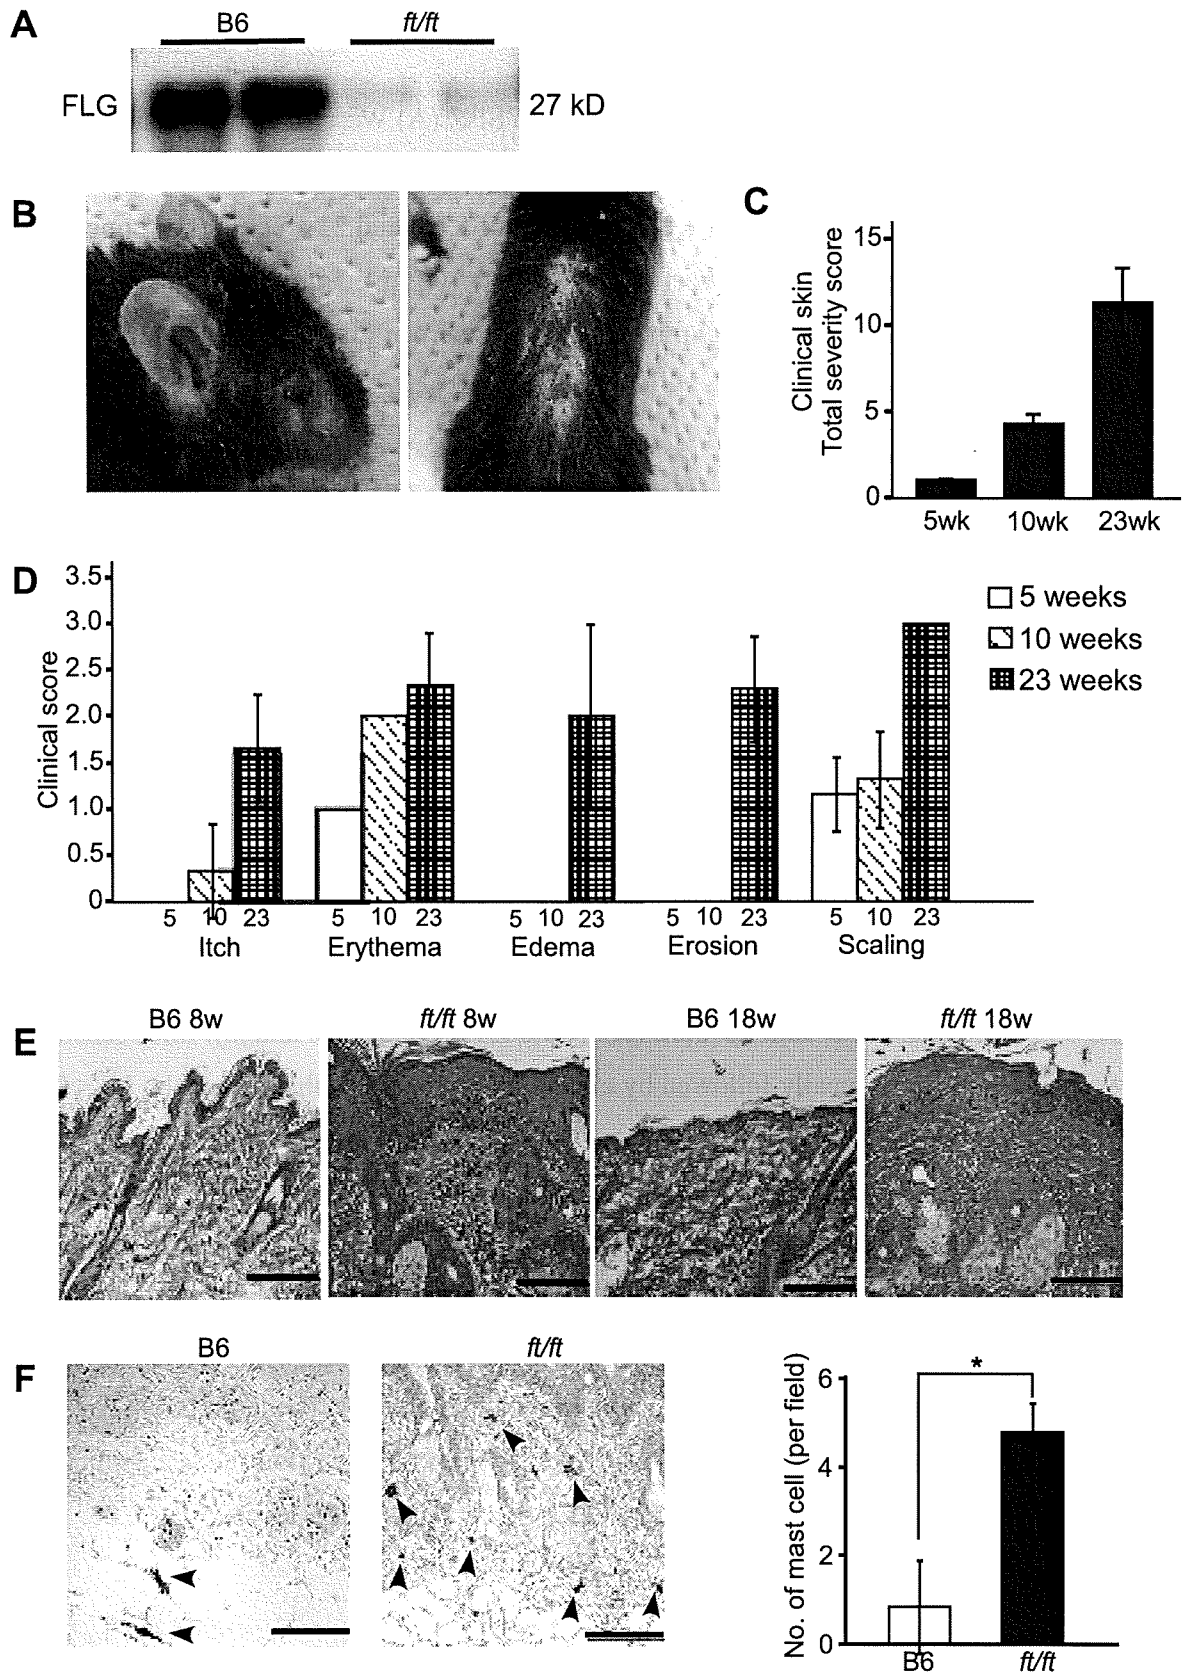 A
B6
ft/ft
FLG
27 kD
B
C
Clinical skin
Total severity score
15
10
5
0
5wk 10wk 23wk
D
Clinical score
3.5
3.0
2.5
2.0
1.5
1.0
0.5
0
5 weeks
10 weeks
23 weeks
5 10 23 5 10 23 5 10 23 5 10 23 5 10 23
Itch Erythema Edema Erosion Scaling
E
B6 8w ft/ft 8w B6 18w ft/ft 18w
F
B6 ft/ft
No. of mast cell (per field)
6
4
2
0
*
B6 ft/ft